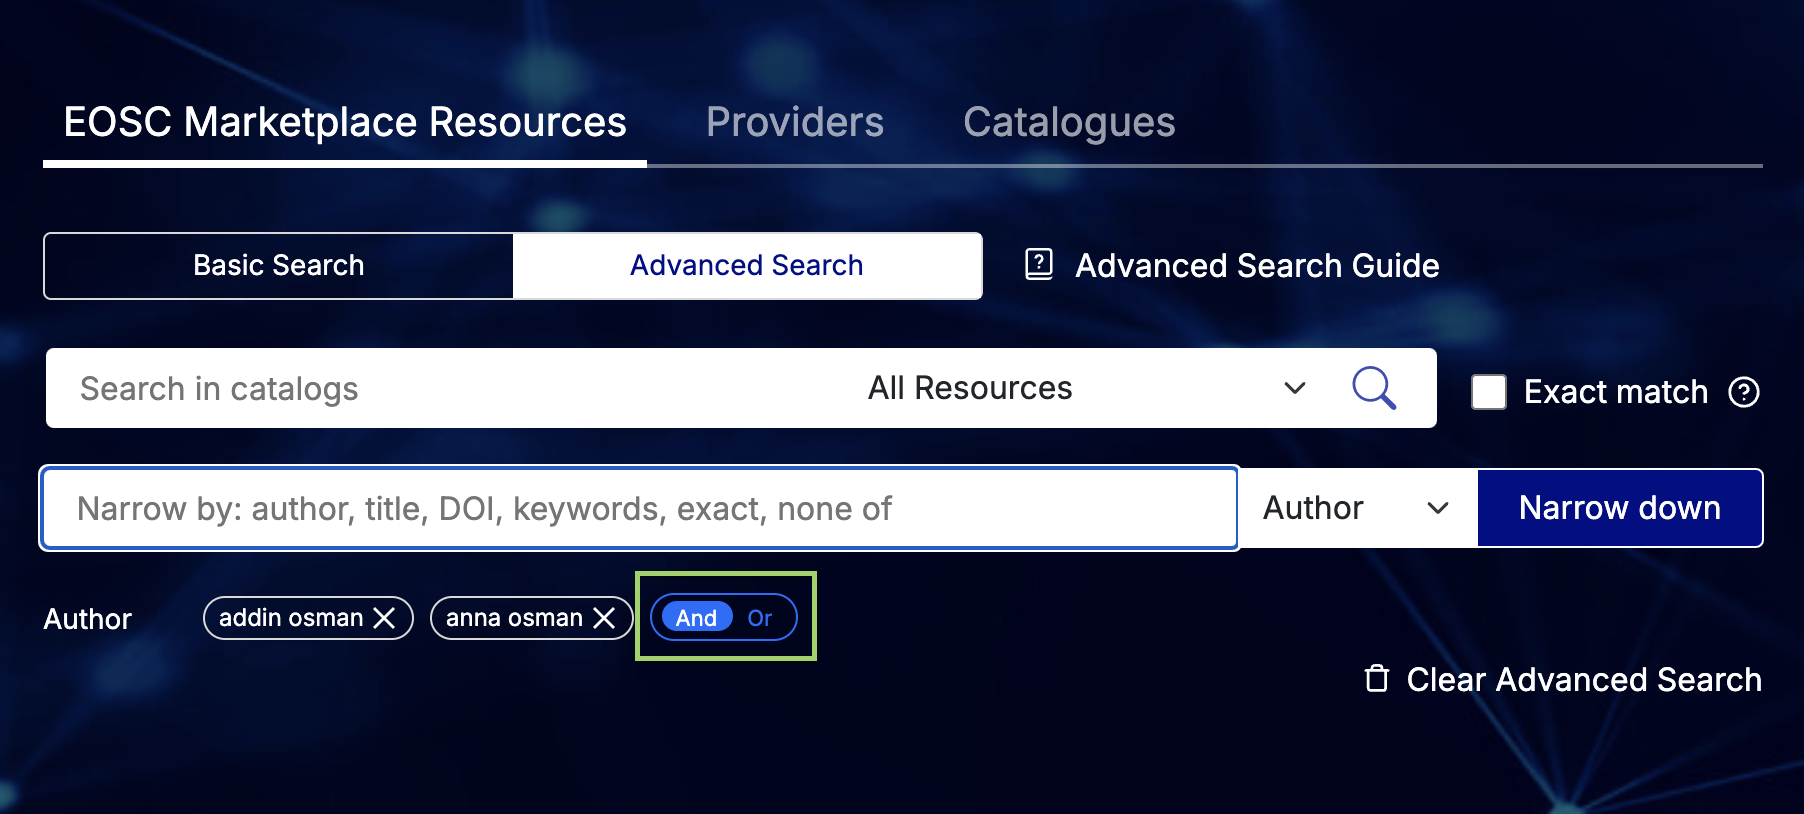 EOSC Marketplace Resources Providers Catalogues
Basic Search Advanced Search ? Advanced Search Guide
Search in catalogs All Resources Exact match ?
Narrow by: author, title, DOI, keywords, exact, none of Author Narrow down
Author addin osman anna osman And Or
Clear Advanced Search